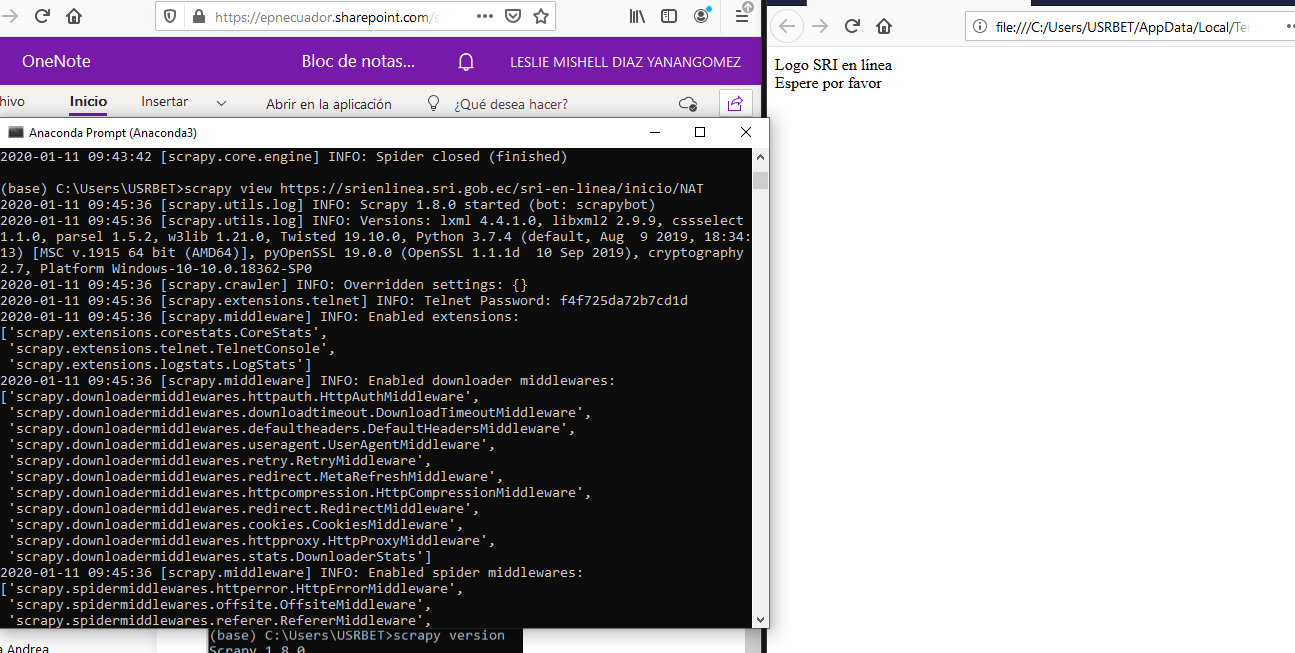 https://epnecuador.sharepoint.com/s
OneNote
Bloc de notas...
LESLIE MISHELL DIAZ YANANGOMEZ
hivo
Inicio
Insertar
Abrir en la aplicación
¿Qué desea hacer?
Anaconda Prompt (Anaconda3)
2020-01-11 09:43:42 [scrapy.core.engine] INFO: Spider closed (finished)
(base) C:\Users\USRBET>scrapy view https://srienlinea.sri.gob.ec/sri-en-linea/inicio/NAT
2020-01-11 09:45:36 [scrapy.utils.log] INFO: Scrapy 1.8.0 started (bot: scrapybot)
2020-01-11 09:45:36 [scrapy.utils.log] INFO: Versions: lxml 4.4.1.0, libxml2 2.9.9, cssselect
1.1.0, parsel 1.5.2, w3lib 1.21.0, Twisted 19.10.0, Python 3.7.4 (default, Aug  9 2019, 18:34:
13) [MSC v.1915 64 bit (AMD64)], pyOpenSSL 19.0.0 (OpenSSL 1.1.1d  10 Sep 2019), cryptography
2.7, Platform Windows-10-10.0.18362-SP0
2020-01-11 09:45:36 [scrapy.crawler] INFO: Overridden settings: {}
2020-01-11 09:45:36 [scrapy.extensions.telnet] INFO: Telnet Password: f4f725da72b7cd1d
2020-01-11 09:45:36 [scrapy.middleware] INFO: Enabled extensions:
['scrapy.extensions.corestats.CoreStats',
 'scrapy.extensions.telnet.TelnetConsole',
 'scrapy.extensions.logstats.LogStats']
2020-01-11 09:45:36 [scrapy.middleware] INFO: Enabled downloader middlewares:
['scrapy.downloadermiddlewares.httpauth.HttpAuthMiddleware',
 'scrapy.downloadermiddlewares.downloadtimeout.DownloadTimeoutMiddleware',
 'scrapy.downloadermiddlewares.defaultheaders.DefaultHeadersMiddleware',
 'scrapy.downloadermiddlewares.useragent.UserAgentMiddleware',
 'scrapy.downloadermiddlewares.retry.RetryMiddleware',
 'scrapy.downloadermiddlewares.redirect.MetaRefreshMiddleware',
 'scrapy.downloadermiddlewares.httpcompression.HttpCompressionMiddleware',
 'scrapy.downloadermiddlewares.redirect.RedirectMiddleware',
 'scrapy.downloadermiddlewares.cookies.CookiesMiddleware',
 'scrapy.downloadermiddlewares.httpproxy.HttpProxyMiddleware',
 'scrapy.downloadermiddlewares.stats.DownloaderStats']
2020-01-11 09:45:36 [scrapy.middleware] INFO: Enabled spider middlewares:
['scrapy.spidermiddlewares.httperror.HttpErrorMiddleware',
 'scrapy.spidermiddlewares.offsite.OffsiteMiddleware',
 'scrapy.spidermiddlewares.referer.RefererMiddleware',
(base) C:\Users\USRBET>scrapy version
Scrapy 1.8.0
a Andrea
file:///C:/Users/USRBET/AppData/Local/Te
Logo SRI en línea
Espere por favor